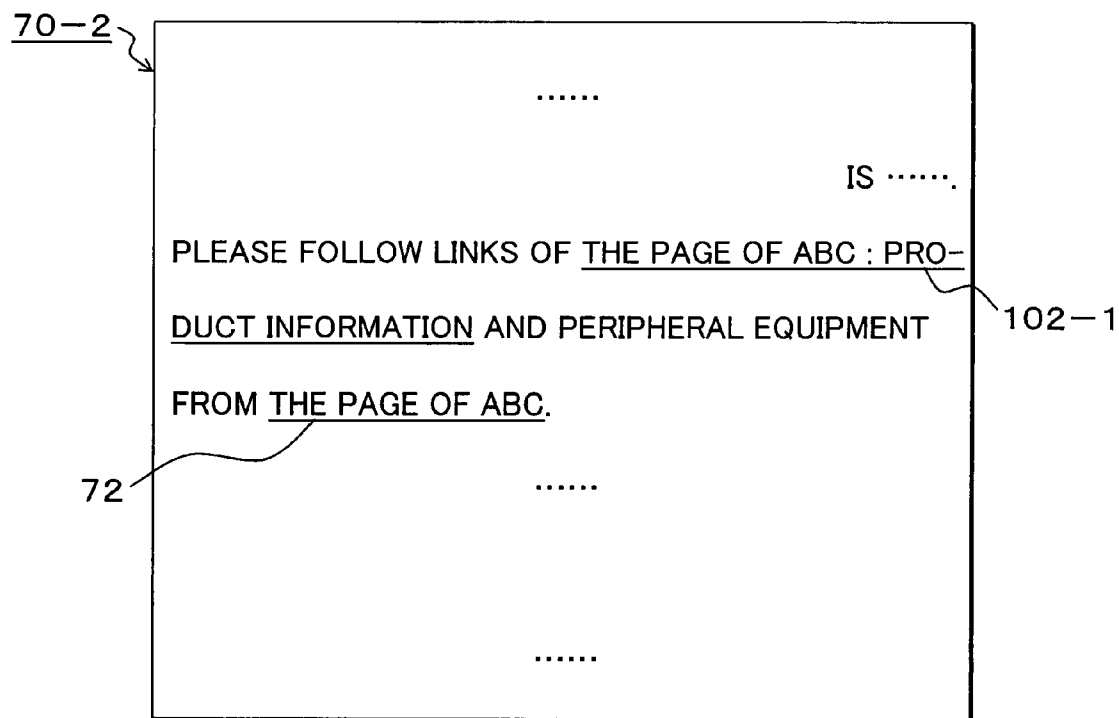 70-2
......
IS .......
PLEASE FOLLOW LINKS OF THE PAGE OF ABC : PRO-
102-1
DUCT INFORMATION AND PERIPHERAL EQUIPMENT
FROM THE PAGE OF ABC.
72
......
......